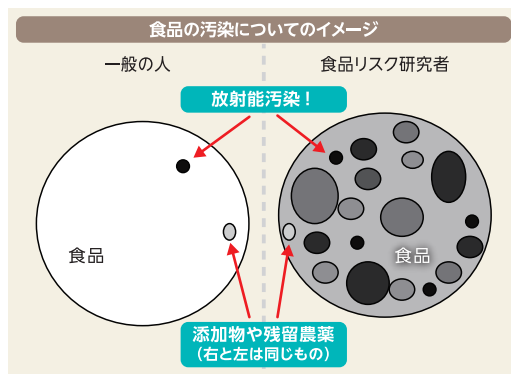 食品の汚染についてのイメージ
一般の人
食品リスク研究者
放射能汚染！
食品
食品
添加物や残留農薬
（右と左は同じもの）